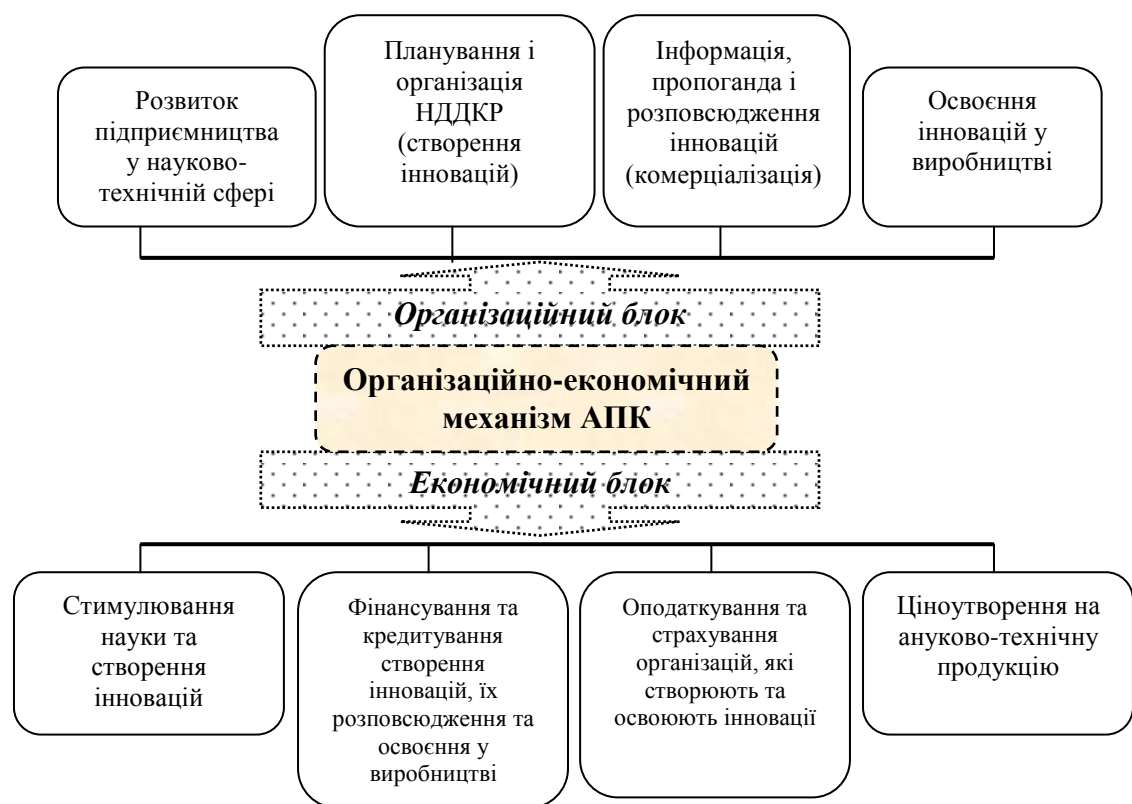 Розвиток
підприємництва
у науково-
технічній сфері
Планування і
організація
НДДКР
(створення
інновацій)
Інформація,
пропоганда і
розповсюдження
інновацій
(комерціалізація)
Освоєння
інновацій у
виробництві
Організаційний блок
Організаційно-економічний
механізм АПК
Економічний блок
Стимулювання
науки та
створення
інновацій
Фінансування та
кредитування
створення
інновацій, їх
розповсюдження та
освоєння у
виробництві
Оподаткування та
страхування
організацій, які
створюють та
освоюють інновації
Ціноутворення на
ануково-технічну
продукцію